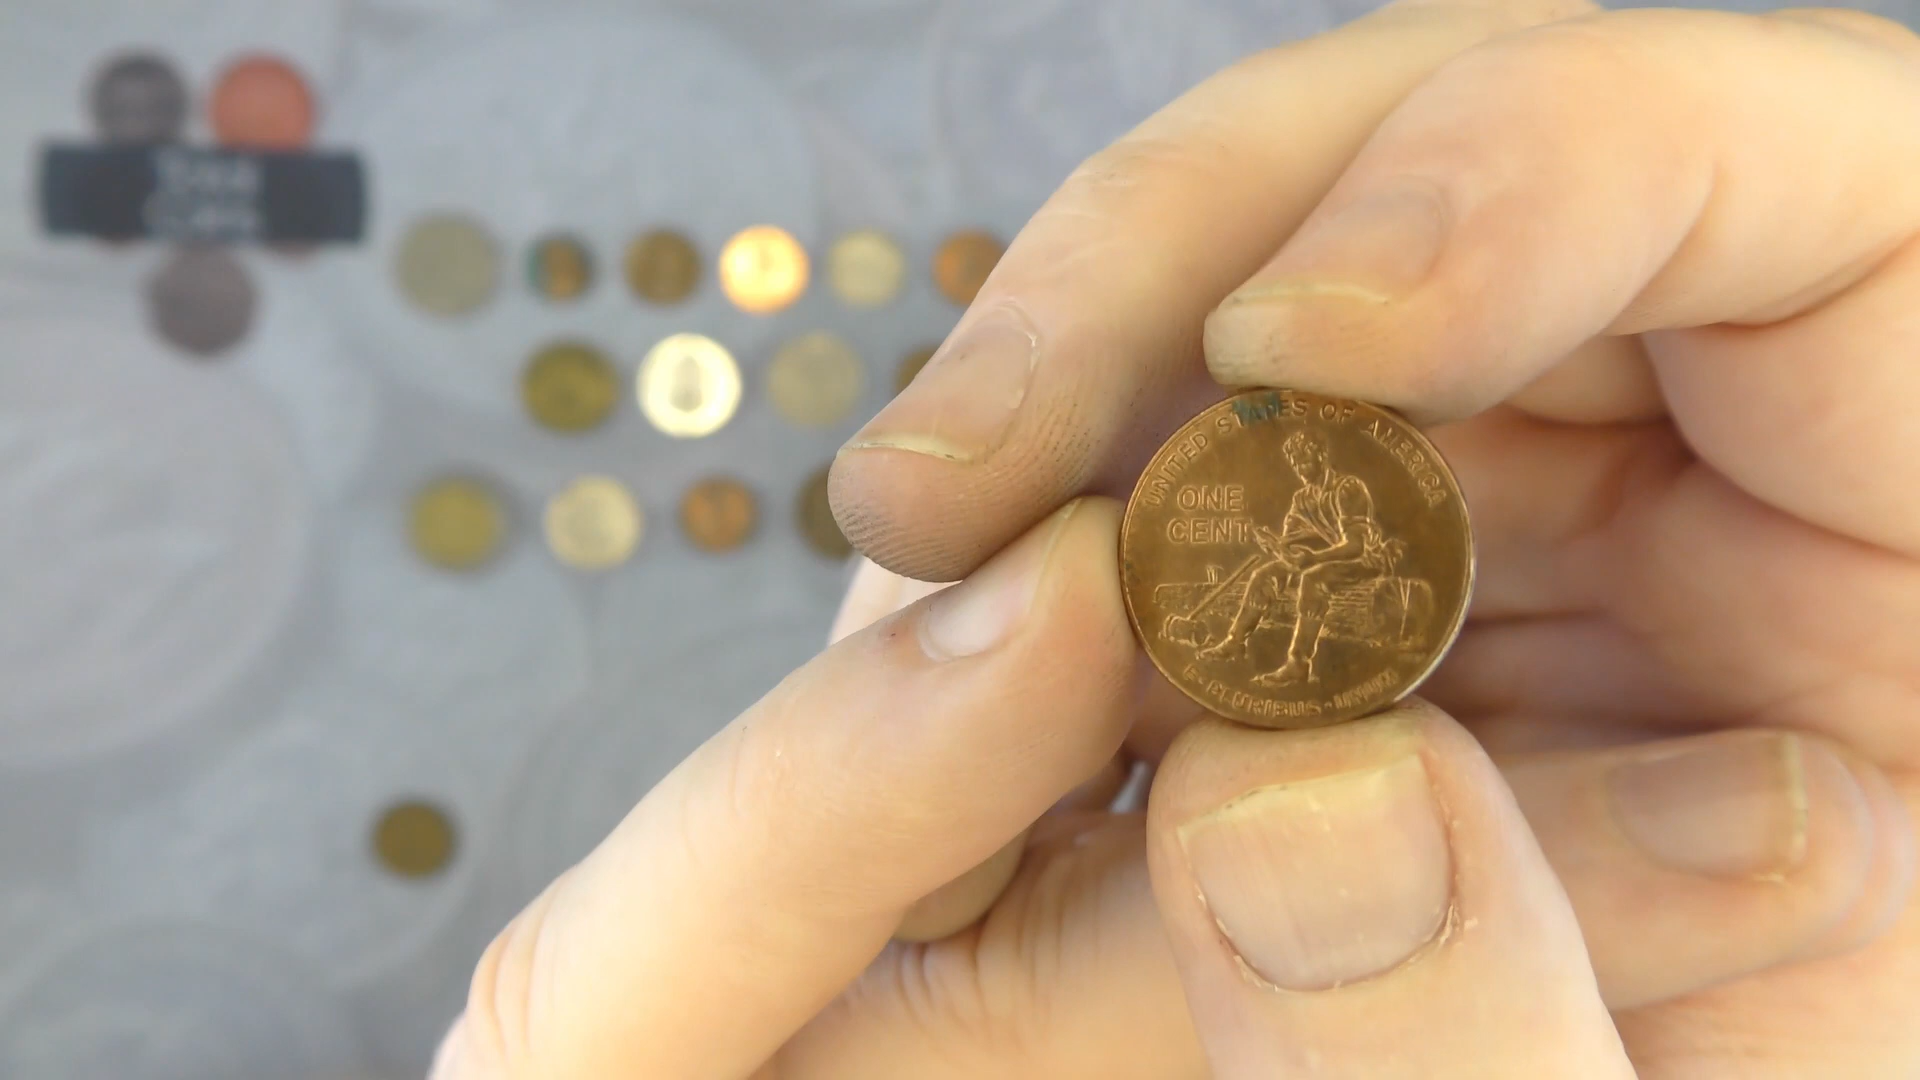 UNITED STATES OF AMERICA
ONE
CENT
E · PLURIBUS · UNUM